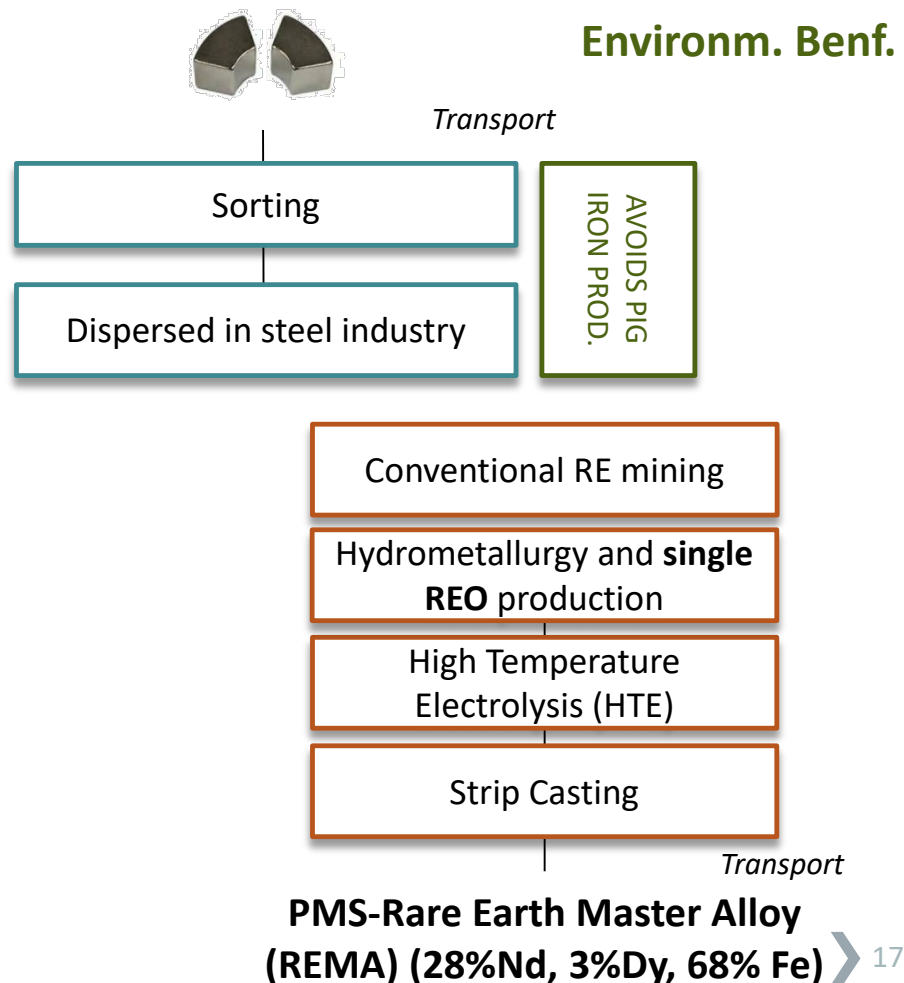 Environm. Benf.
Transport
Sorting
AVOIDS PIG
IRON PROD.
Dispersed in steel industry
Conventional RE mining
Hydrometallurgy and single
REO production
High Temperature
Electrolysis (HTE)
Strip Casting
Transport
PMS-Rare Earth Master Alloy
(REMA) (28%Nd, 3%Dy, 68% Fe)
17